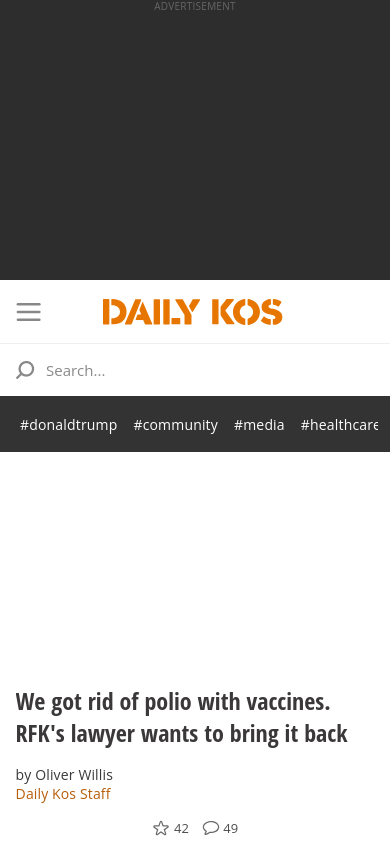 ADVERTISEMENT
DAILY KOS
Search...
#donaldtrump #community #media #healthcare
We got rid of polio with vaccines.
RFK's lawyer wants to bring it back
by Oliver Willis
Daily Kos Staff
42 49